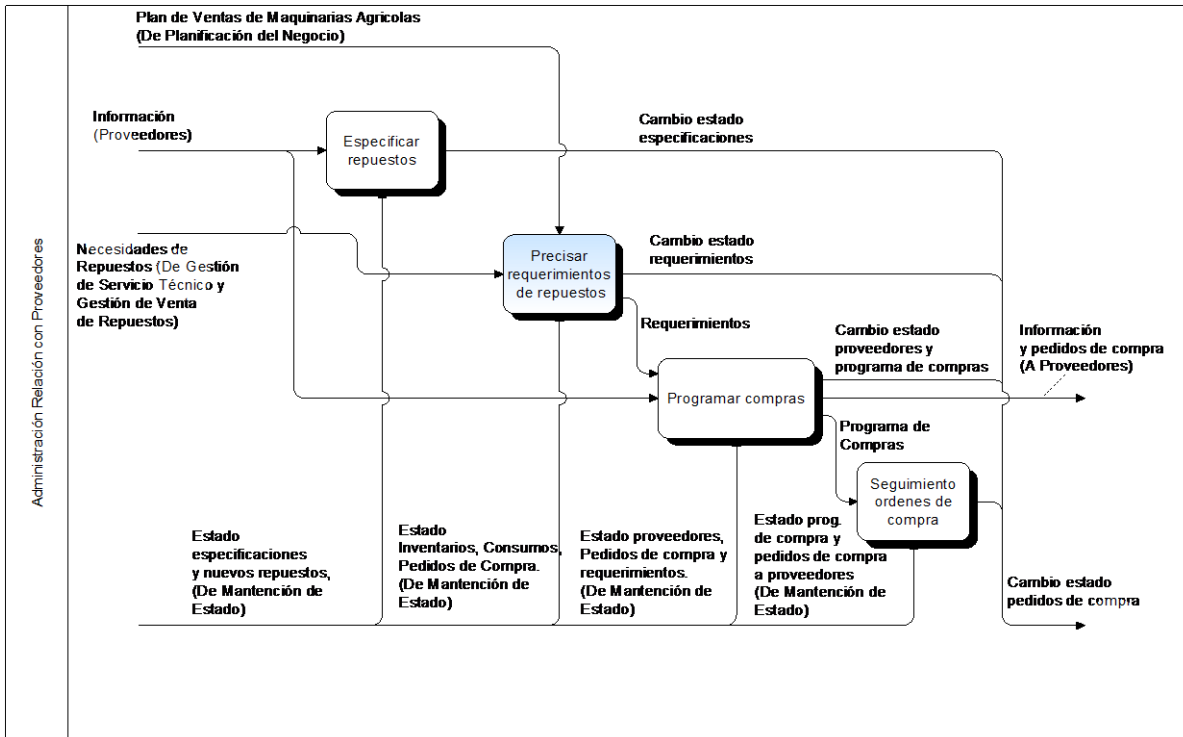 Plan de Ventas de Maquinarias Agricolas
(De Planificación del Negocio)
Información
(Proveedores)
Especificar
repuestos
Cambio estado
especificaciones
Administración Relación con Proveedores
Necesidades de
Repuestos (De Gestión
de Servicio Técnico y
Gestión de Venta
de Repuestos)
Precisar
requerimientos
de repuestos
Cambio estado
requerimientos
Requerimientos
Programar compras
Cambio estado
proveedores y
programa de compras
Información
y pedidos de compra
(A Proveedores)
Programa de
Compras
Seguimiento
ordenes de
compra
Estado
especificaciones
y nuevos repuestos,
(De Mantención de
Estado)
Estado
Inventarios, Consumos,
Pedidos de Compra.
(De Mantención de
Estado)
Estado proveedores,
Pedidos de compra y
requerimientos.
(De Mantención de
Estado)
Estado prog.
de compra y
pedidos de compra
a proveedores
(De Mantención de
Estado)
Cambio estado
pedidos de compra